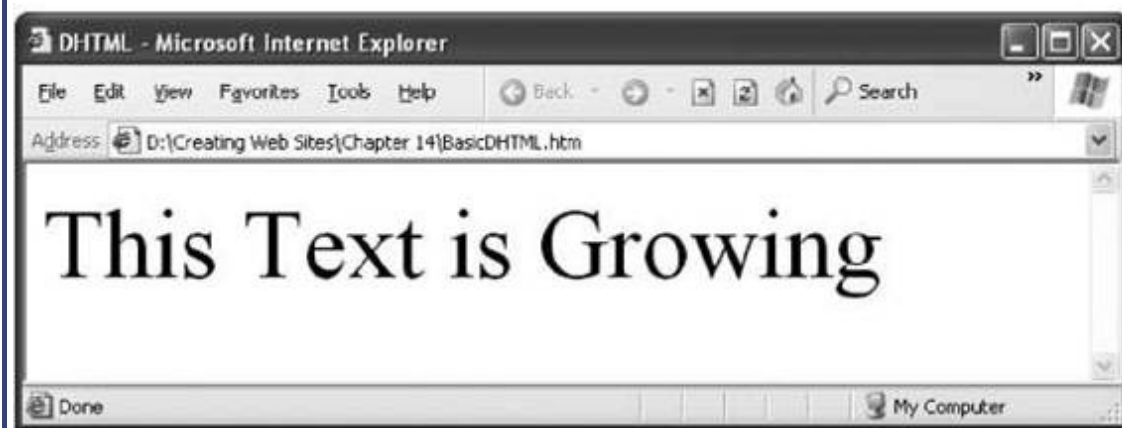 DHTML - Microsoft Internet Explorer
File Edit View Favorites Tools Help Back Search »
Address D:\Creating Web Sites\Chapter 14\BasicDHTML.htm
This Text is Growing
Done My Computer